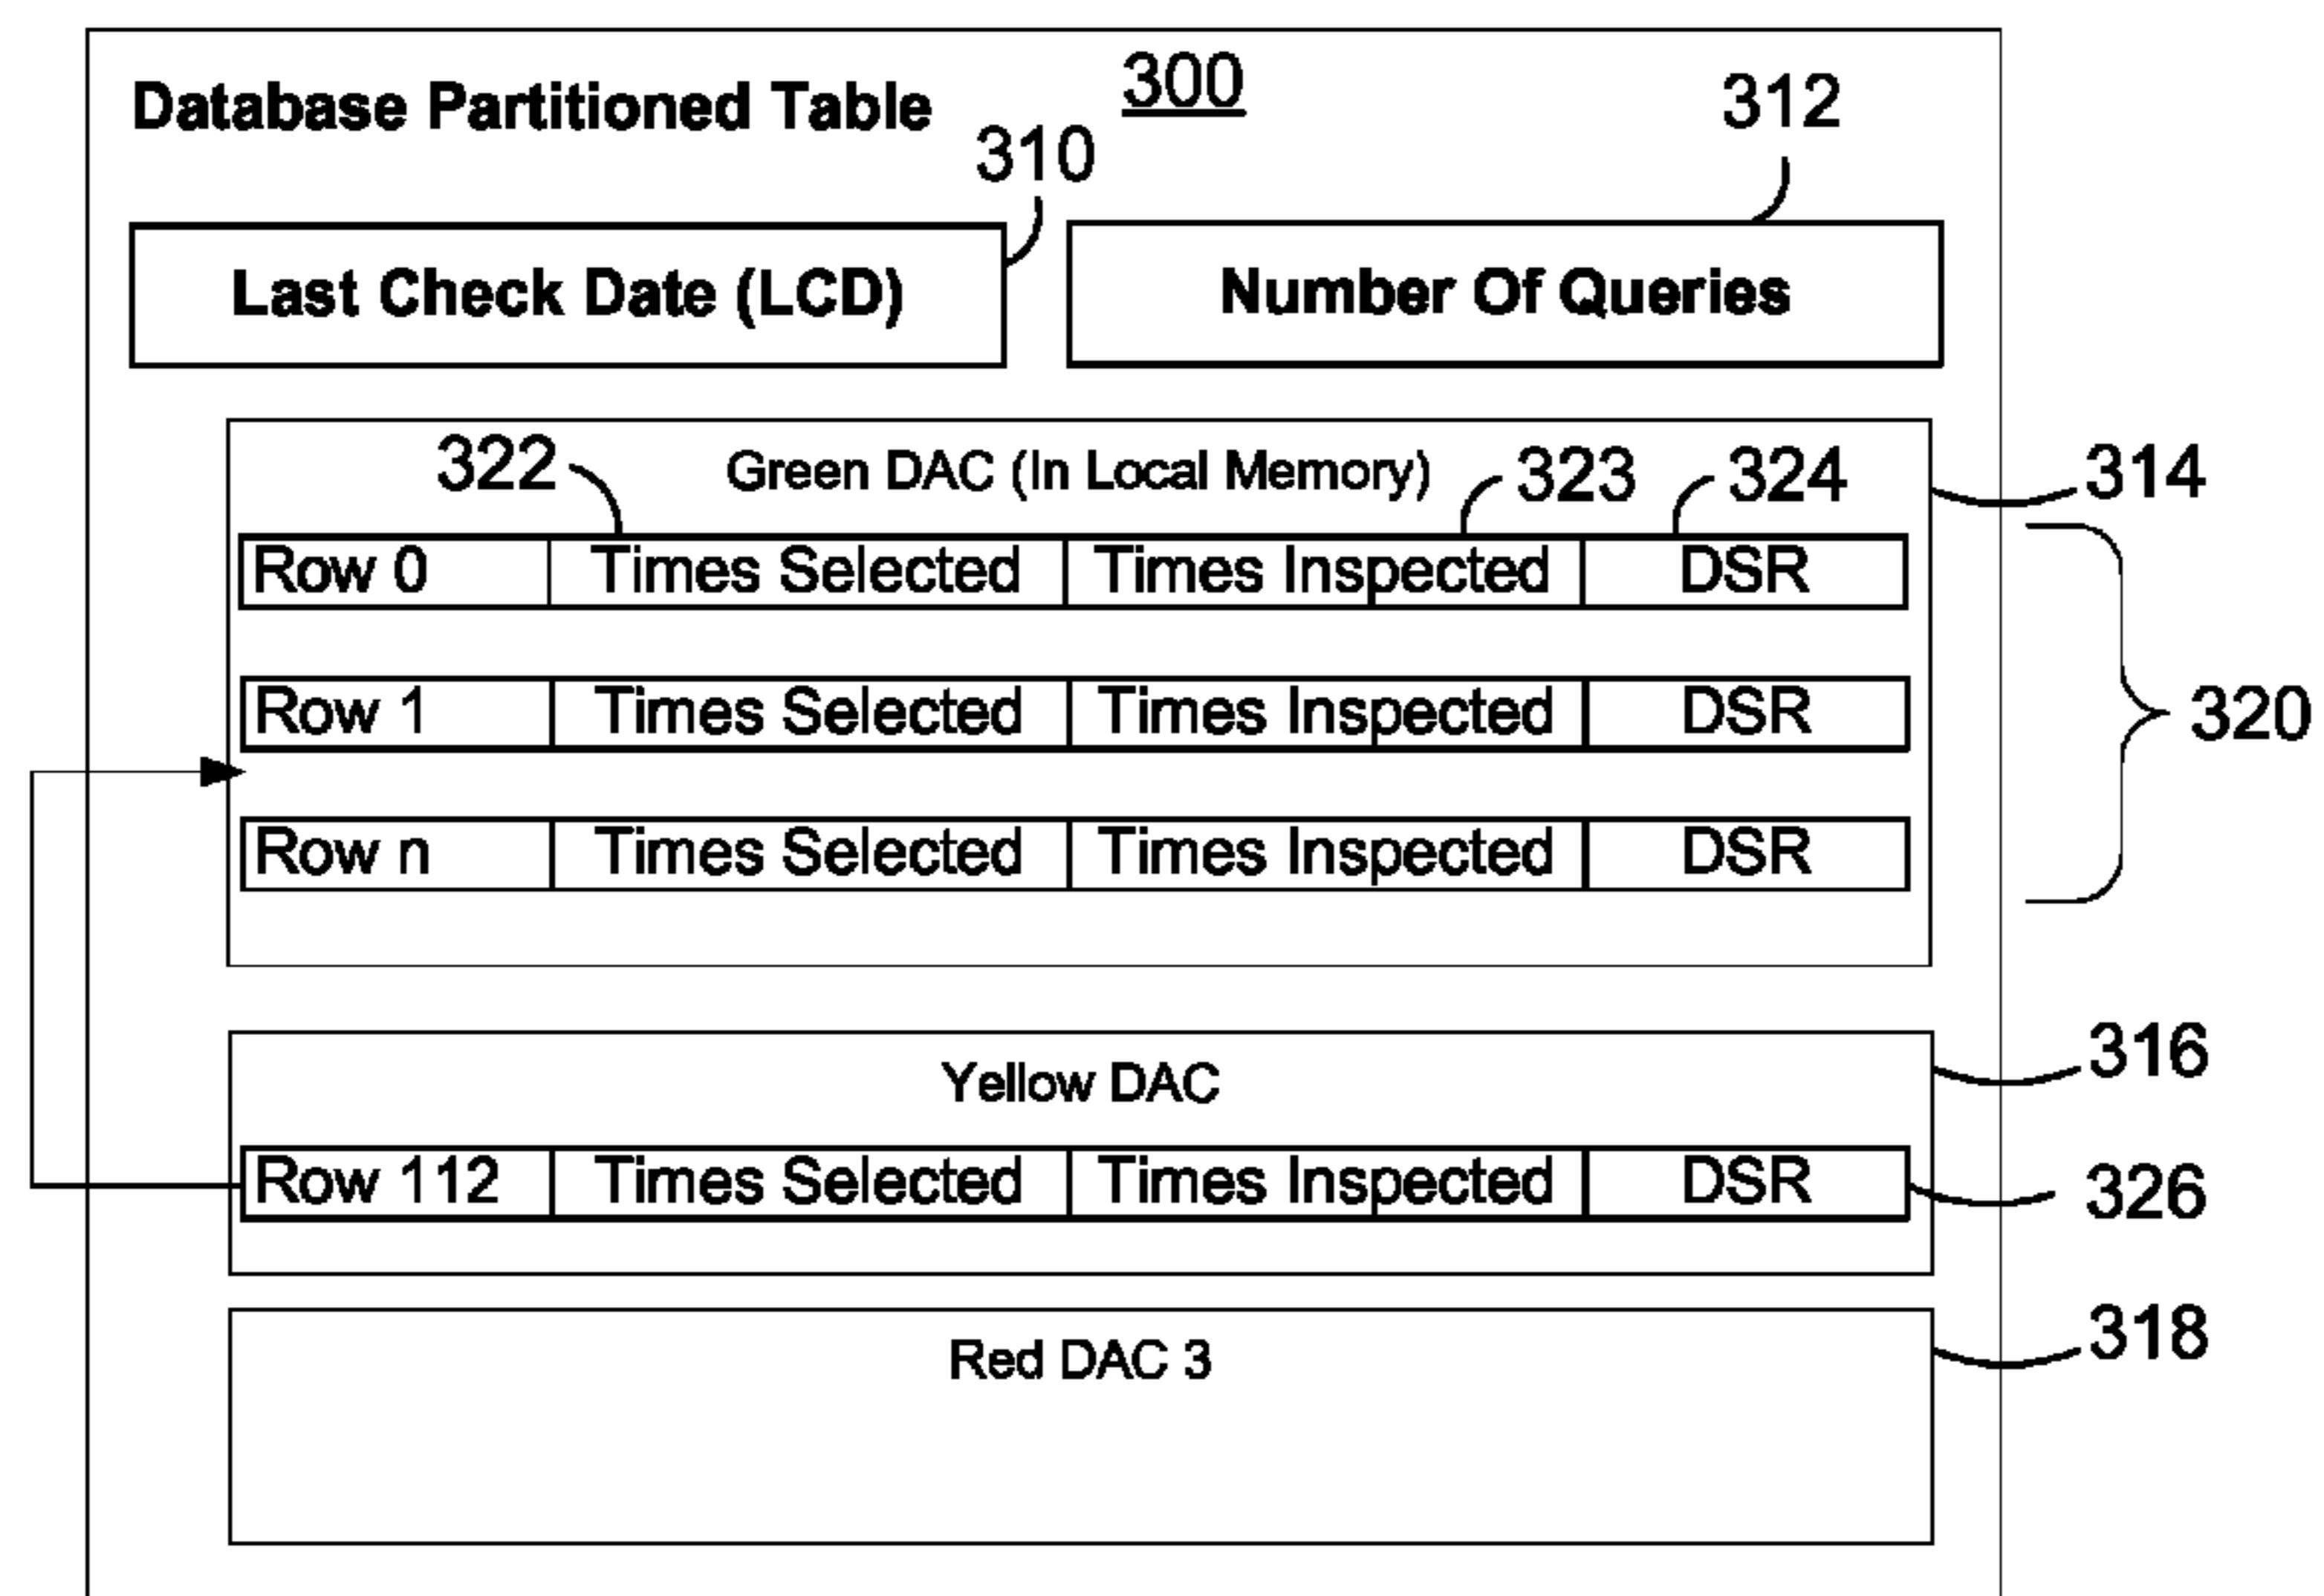 Database Partitioned Table 300
310
312
Last Check Date (LCD)
Number Of Queries
322 Green DAC (In Local Memory) 323 324 314
Row 0 Times Selected Times Inspected DSR
Row 1 Times Selected Times Inspected DSR
320
Row n Times Selected Times Inspected DSR
316
Yellow DAC
Row 112 Times Selected Times Inspected DSR 326
318
Red DAC 3